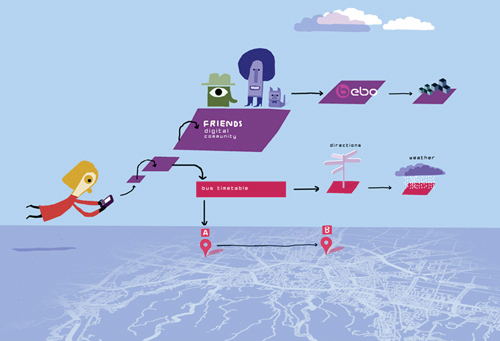 bebo
FRIENDS
digital
community
directions
weather
bus timetable
A
B